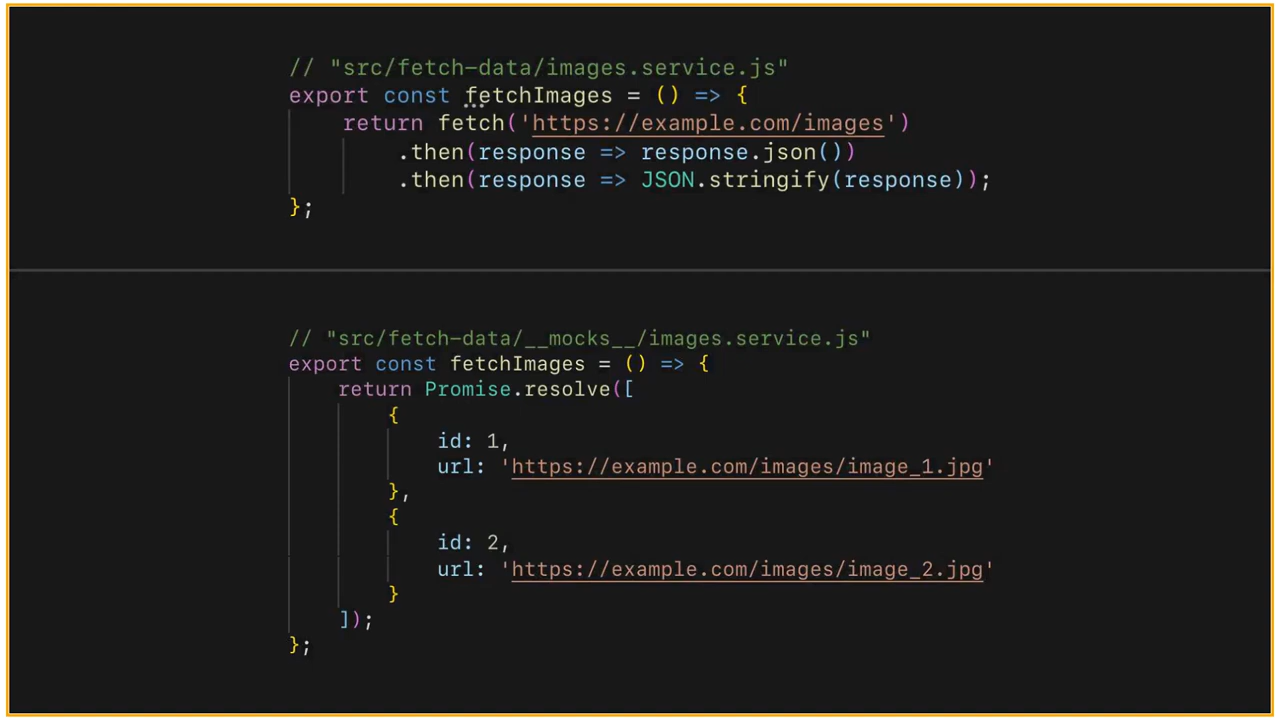 // "src/fetch-data/images.service.js"
export const fetchImages = () => {
    return fetch('https://example.com/images')
        .then(response => response.json())
        .then(response => JSON.stringify(response));
};
// "src/fetch-data/__mocks__/images.service.js"
export const fetchImages = () => {
    return Promise.resolve([
        {
            id: 1,
            url: 'https://example.com/images/image_1.jpg'
        },
        {
            id: 2,
            url: 'https://example.com/images/image_2.jpg'
        }
    ]);
};